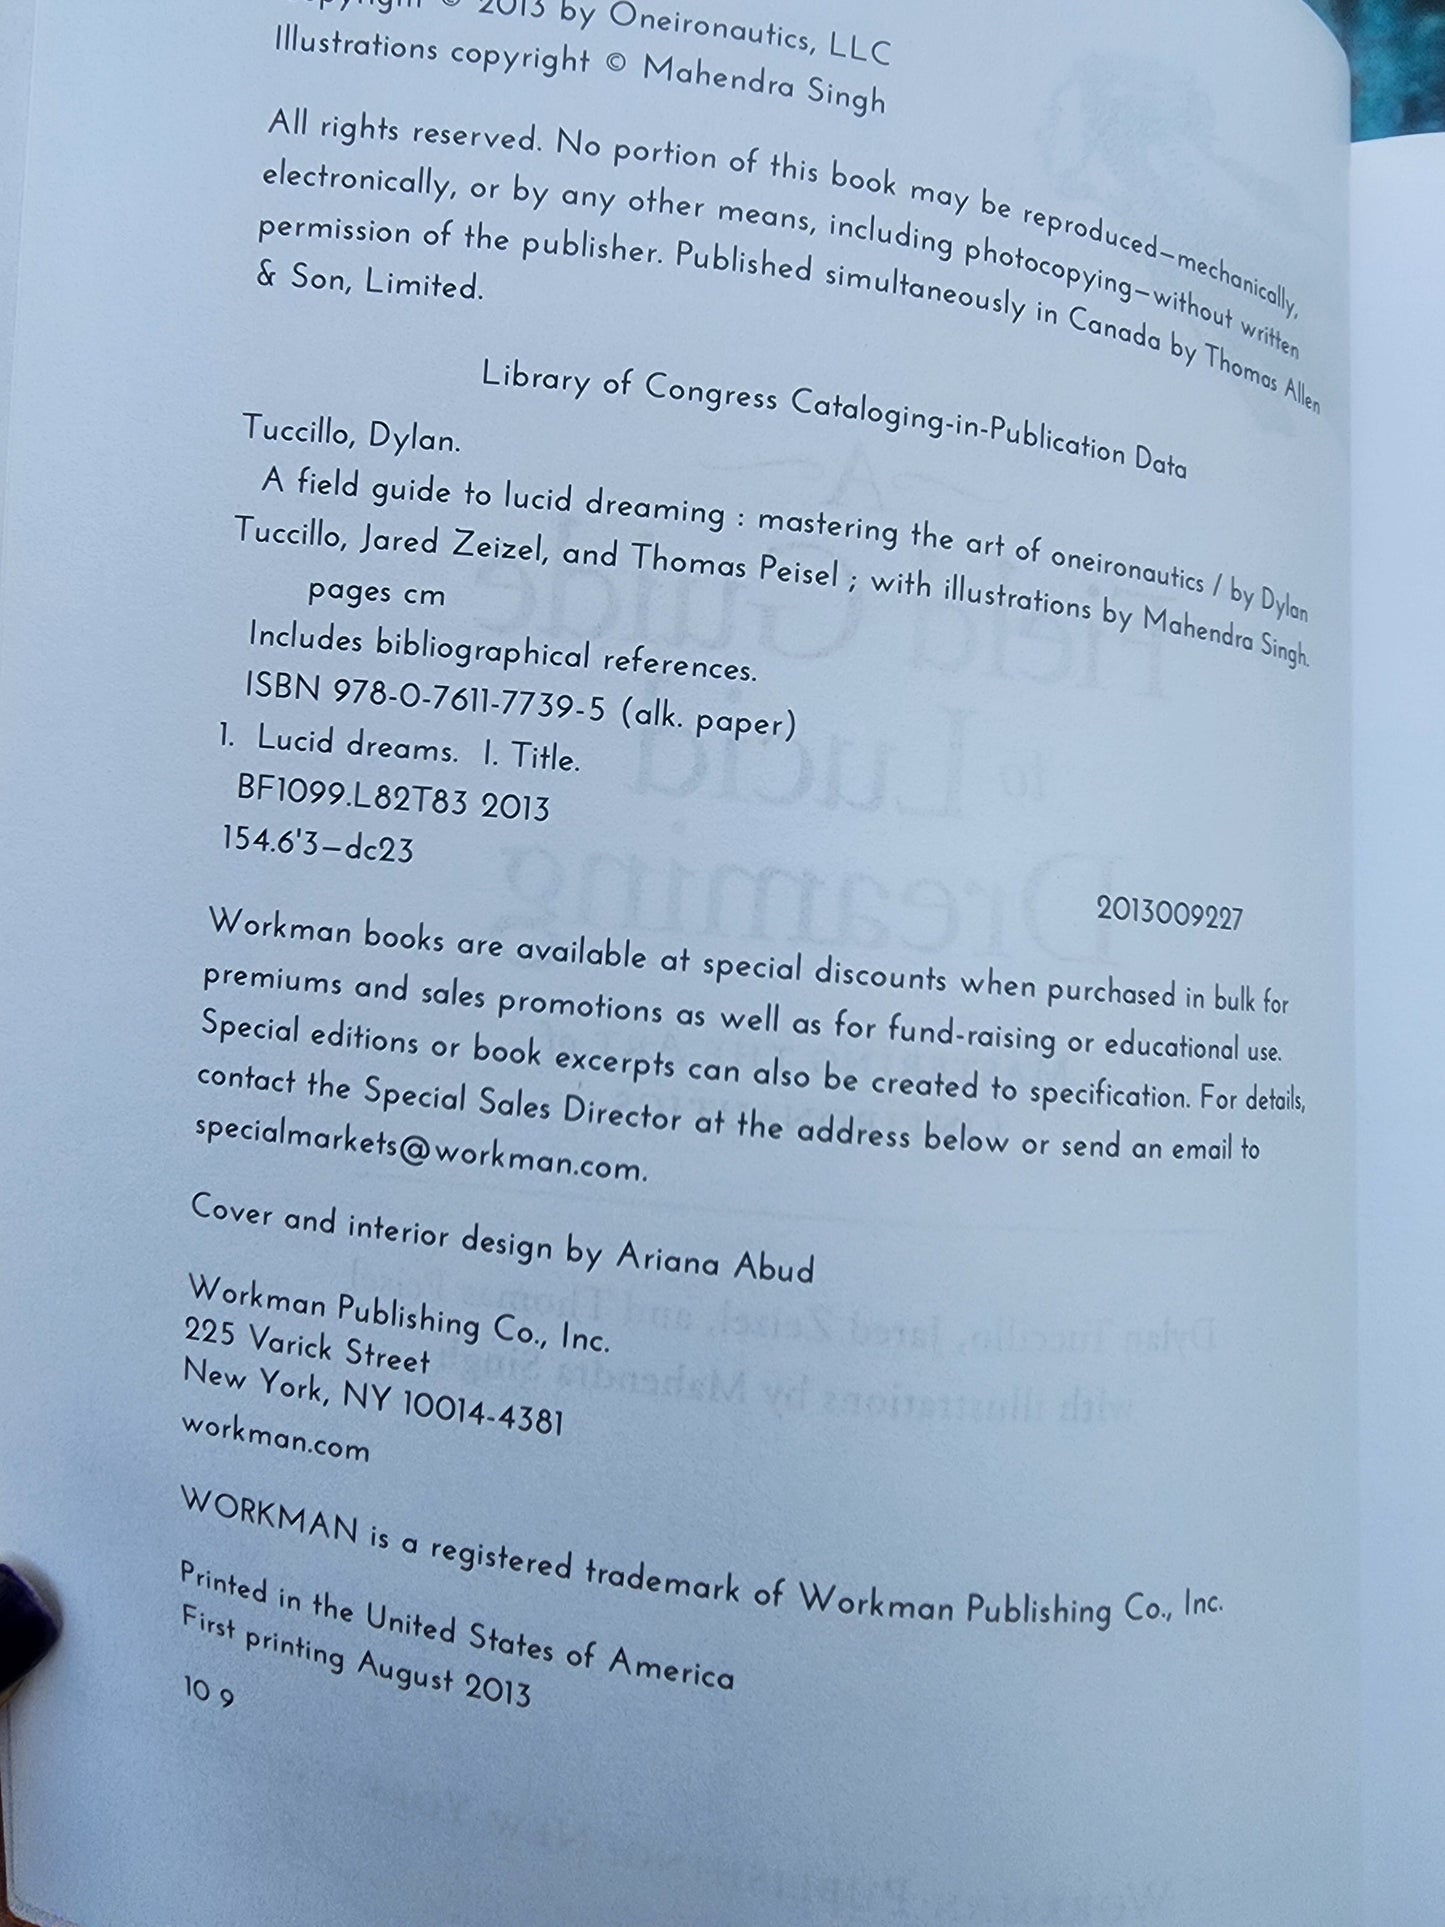 Copyright © 2013 by Oneironautics, LLC
Illustrations copyright © Mahendra Singh
All rights reserved. No portion of this book may be reproduced—mechanically,
electronically, or by any other means, including photocopying—without written
permission of the publisher. Published simultaneously in Canada by Thomas Allen
& Son, Limited.
Library of Congress Cataloging-in-Publication Data
Tuccillo, Dylan.
A field guide to lucid dreaming : mastering the art of oneironautics / by Dylan
Tuccillo, Jared Zeizel, and Thomas Peisel ; with illustrations by Mahendra Singh.
pages cm
Includes bibliographical references.
ISBN 978-0-7611-7739-5 (alk. paper)
1. Lucid dreams. I. Title.
BF1099.L82T83 2013
154.6'3—dc23
2013009227
Workman books are available at special discounts when purchased in bulk for
premiums and sales promotions as well as for fund-raising or educational use.
Special editions or book excerpts can also be created to specification. For details,
contact the Special Sales Director at the address below or send an email to
specialmarkets@workman.com.
Cover and interior design by Ariana Abud
Workman Publishing Co., Inc.
225 Varick Street
New York, NY 10014-4381
workman.com
WORKMAN is a registered trademark of Workman Publishing Co., Inc.
Printed in the United States of America
First printing August 2013
10 9